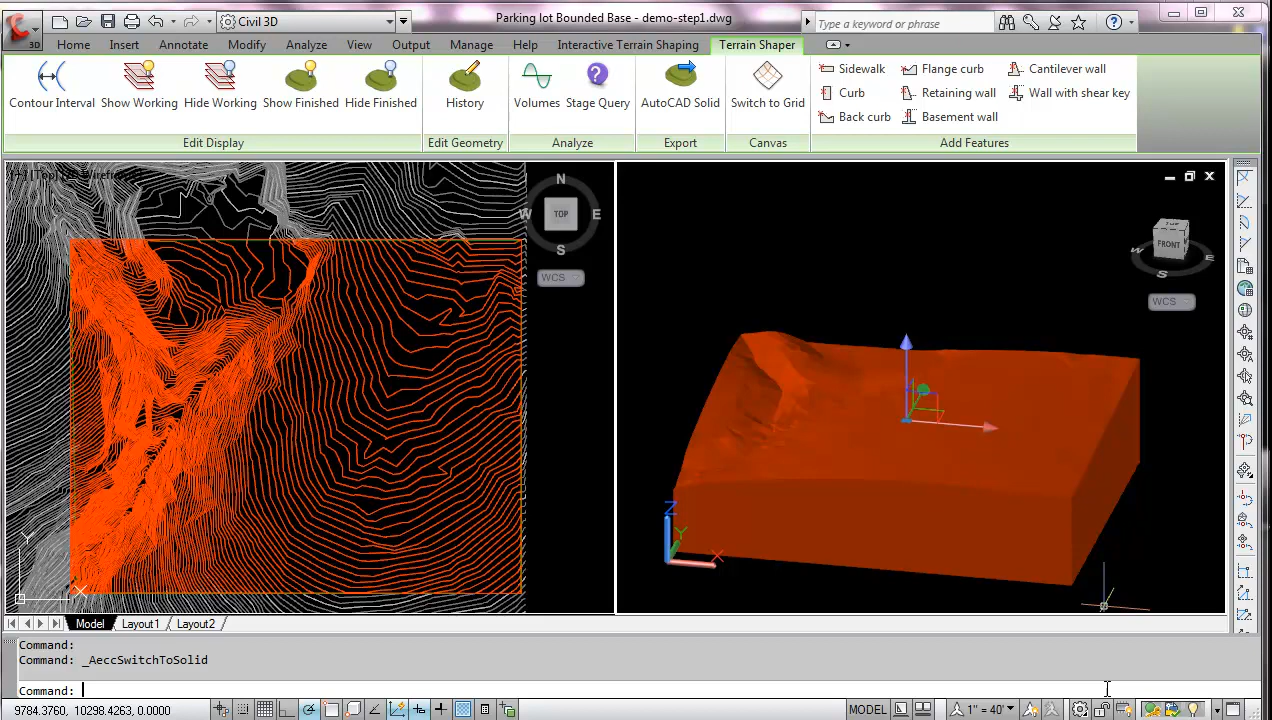 Civil 3D
Parking lot Bounded Base - demo-step1.dwg
Type a keyword or phrase
3D
Home Insert Annotate Modify Analyze View Output Manage Help Interactive Terrain Shaping Terrain Shaper
Contour Interval Show Working Hide Working Show Finished Hide Finished History Volumes Stage Query AutoCAD Solid Switch to Grid
Sidewalk Flange curb Cantilever wall
Curb Retaining wall Wall with shear key
Back curb Basement wall
Edit Display Edit Geometry Analyze Export Canvas Add Features
N
W TOP E
S
WCS
TOP
FRONT
W E
S
WCS
Z
Y
X
Y
X
Model Layout1 Layout2
Command:
Command: _AeccSwitchToSolid
Command:
9784.3760, 10298.4263, 0.0000
MODEL
1" = 40'